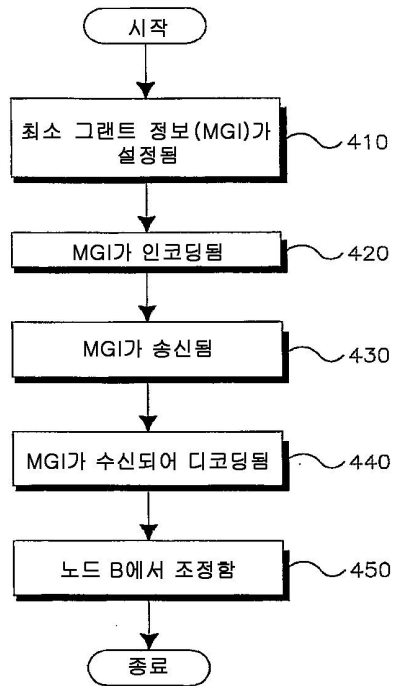 시작
최소 그랜트 정보(MGI)가
설정됨
410
MGI가 인코딩됨
420
MGI가 송신됨
430
MGI가 수신되어 디코딩됨
440
노드 B에서 조정함
450
종료